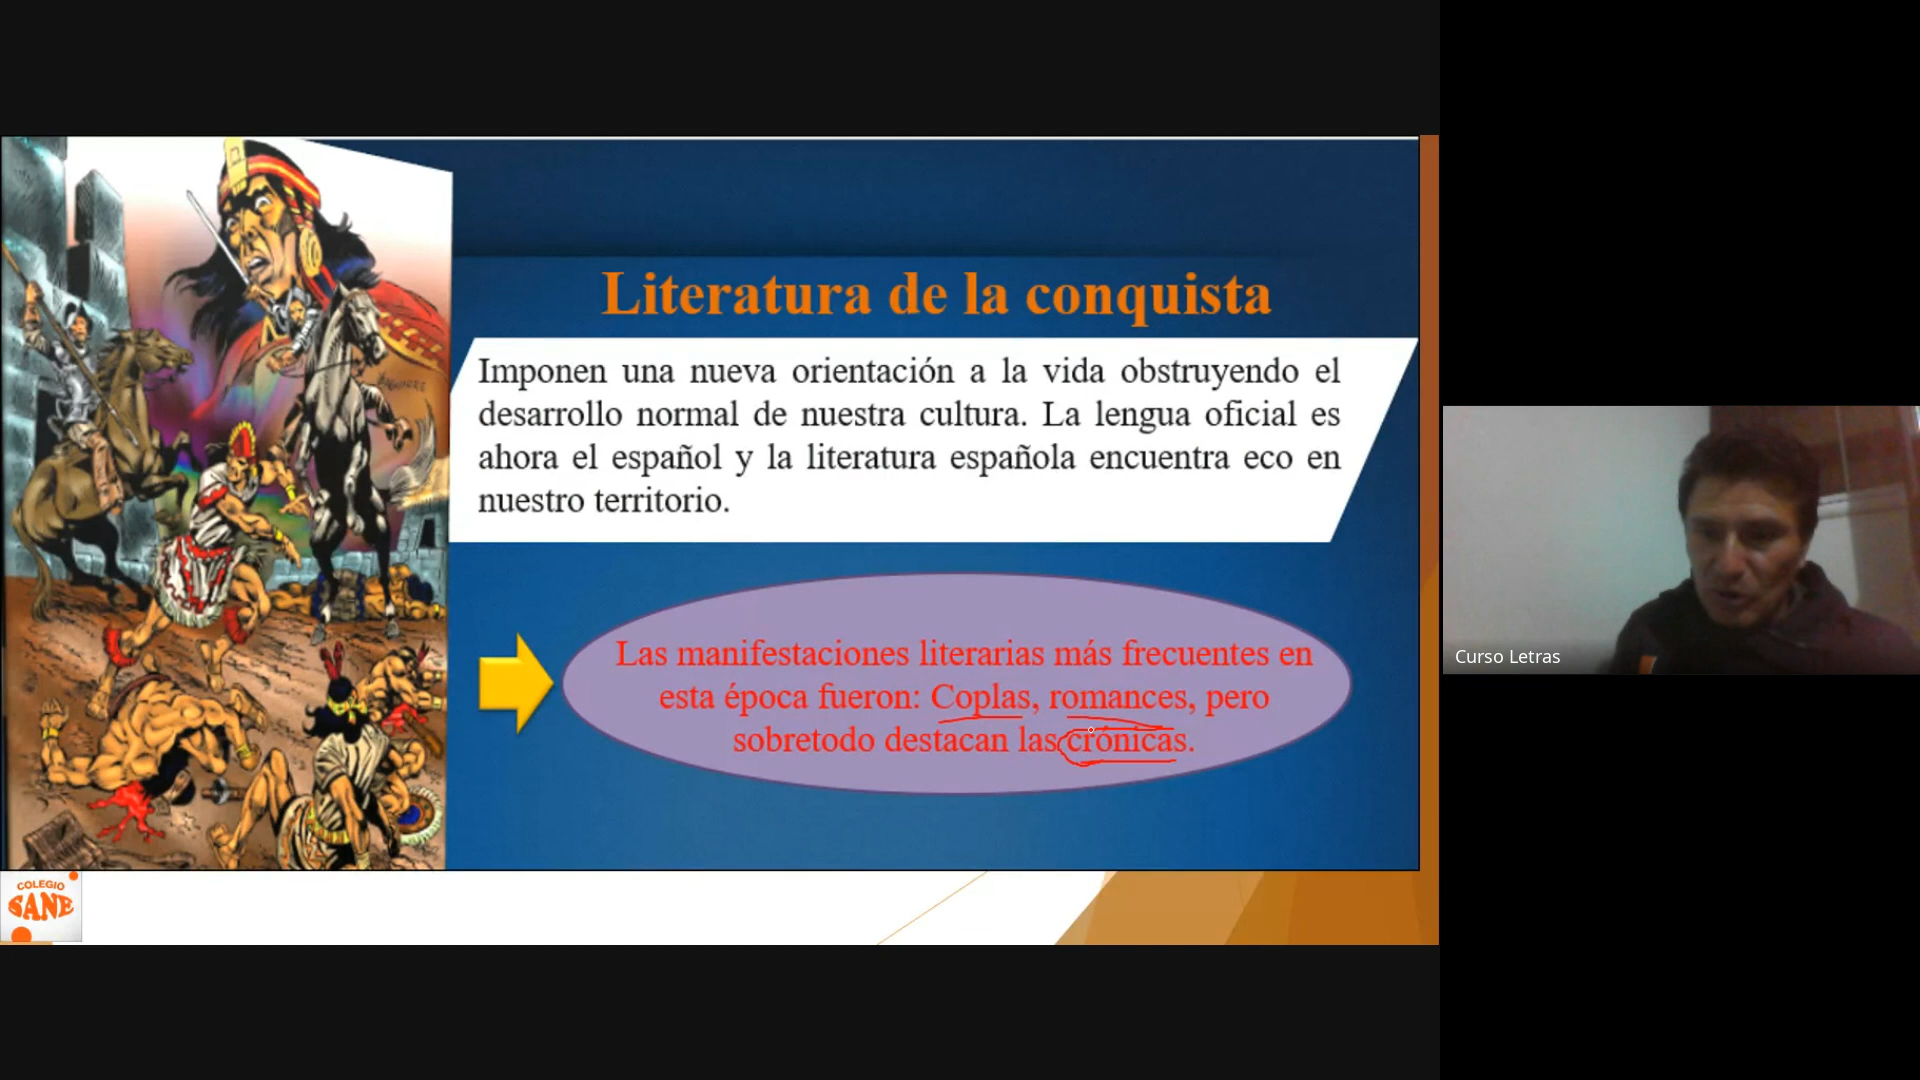 Literatura de la conquista
Imponen una nueva orientación a la vida obstruyendo el
desarrollo normal de nuestra cultura. La lengua oficial es
ahora el español y la literatura española encuentra eco en
nuestro territorio.
Las manifestaciones literarias más frecuentes en
esta época fueron: Coplas, romances, pero
sobretodo destacan las crónicas.
COLEGIO
SANE
Curso Letras